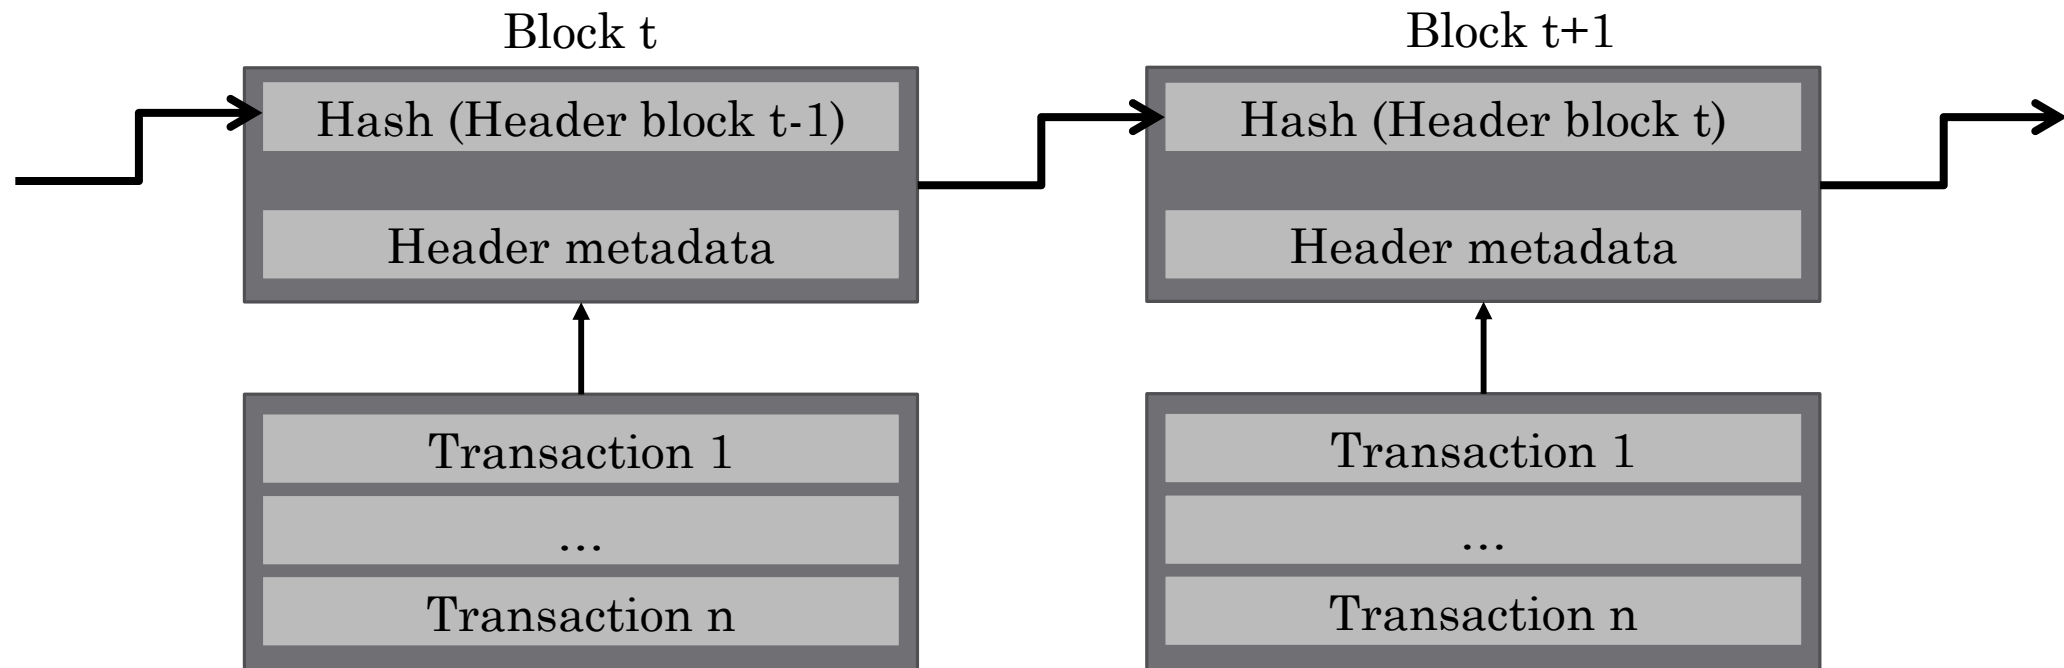 Block t
Hash (Header block t-1)
Header metadata
Transaction 1
...
Transaction n
Block t+1
Hash (Header block t)
Header metadata
Transaction 1
...
Transaction n